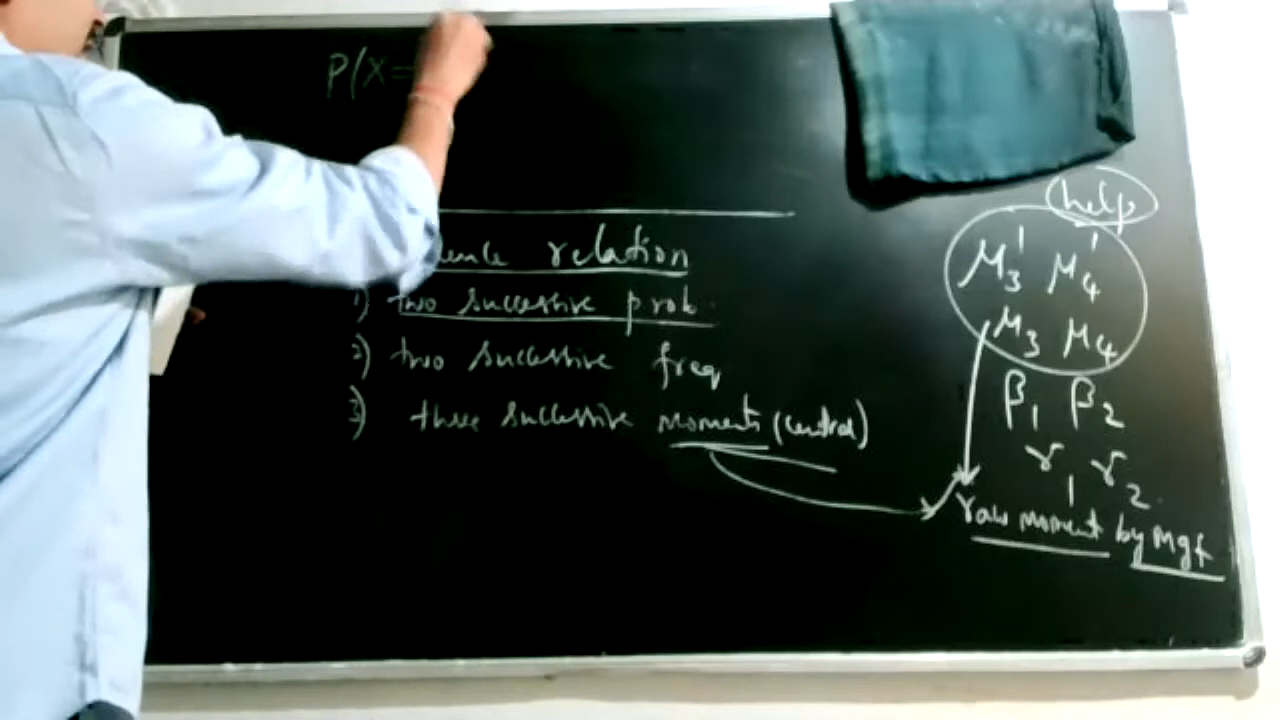 P(X=
relation
1) two successive prob.
2) two successive freq
3) three successive moments (central)
help
μ₃' μ₄'
μ₃ μ₄
β₁ β₂
γ₁ γ₂
raw moment by mgf